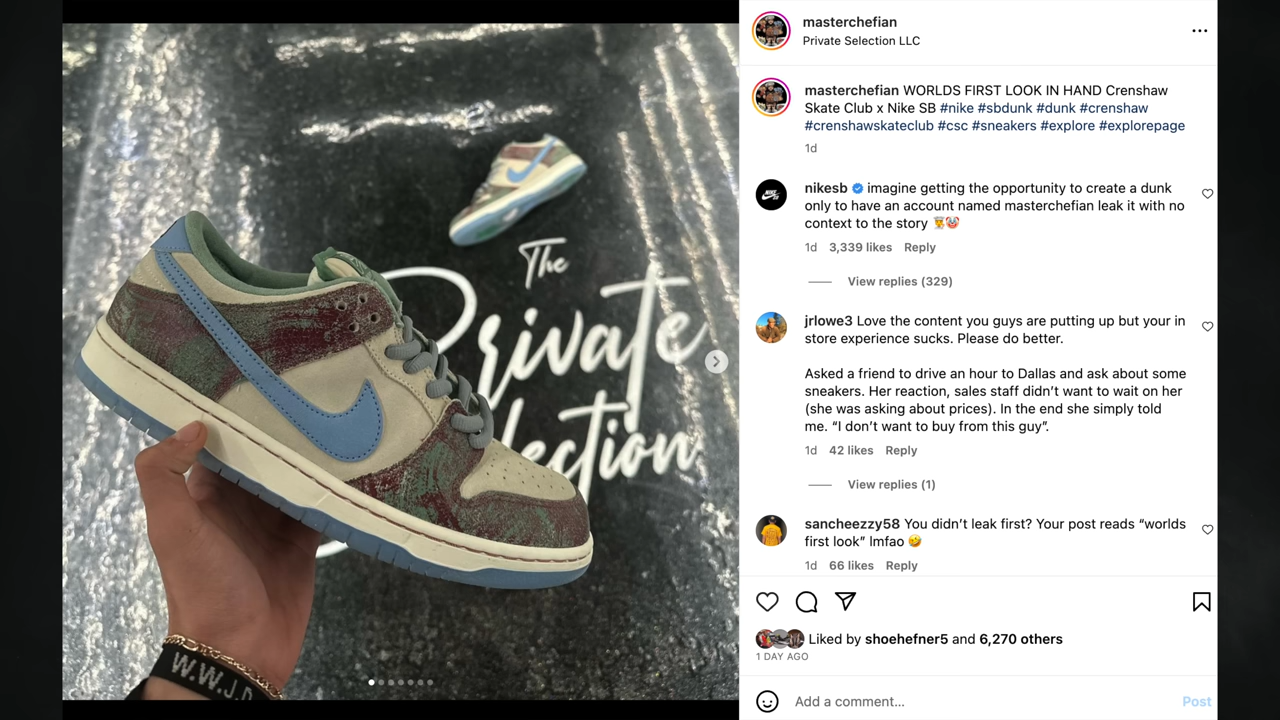 The
Private
Selection
W.W.J.D
masterchefian
Private Selection LLC
masterchefian WORLDS FIRST LOOK IN HAND Crenshaw
Skate Club x Nike SB #nike #sbdunk #dunk #crenshaw
#crenshawskateclub #csc #sneakers #explore #explorepage
1d
nikesb imagine getting the opportunity to create a dunk
only to have an account named masterchefian leak it with no
context to the story 👨‍🍳🤡
1d 3,339 likes Reply
View replies (329)
jrlowe3 Love the content you guys are putting up but your in
store experience sucks. Please do better.
Asked a friend to drive an hour to Dallas and ask about some
sneakers. Her reaction, sales staff didn’t want to wait on her
(she was asking about prices). In the end she simply told
me. “I don’t want to buy from this guy”.
1d 42 likes Reply
View replies (1)
sancheezzy58 You didn’t leak first? Your post reads “worlds
first look” lmfao 🤣
1d 66 likes Reply
Liked by shoehefner5 and 6,270 others
1 DAY AGO
Add a comment...
Post